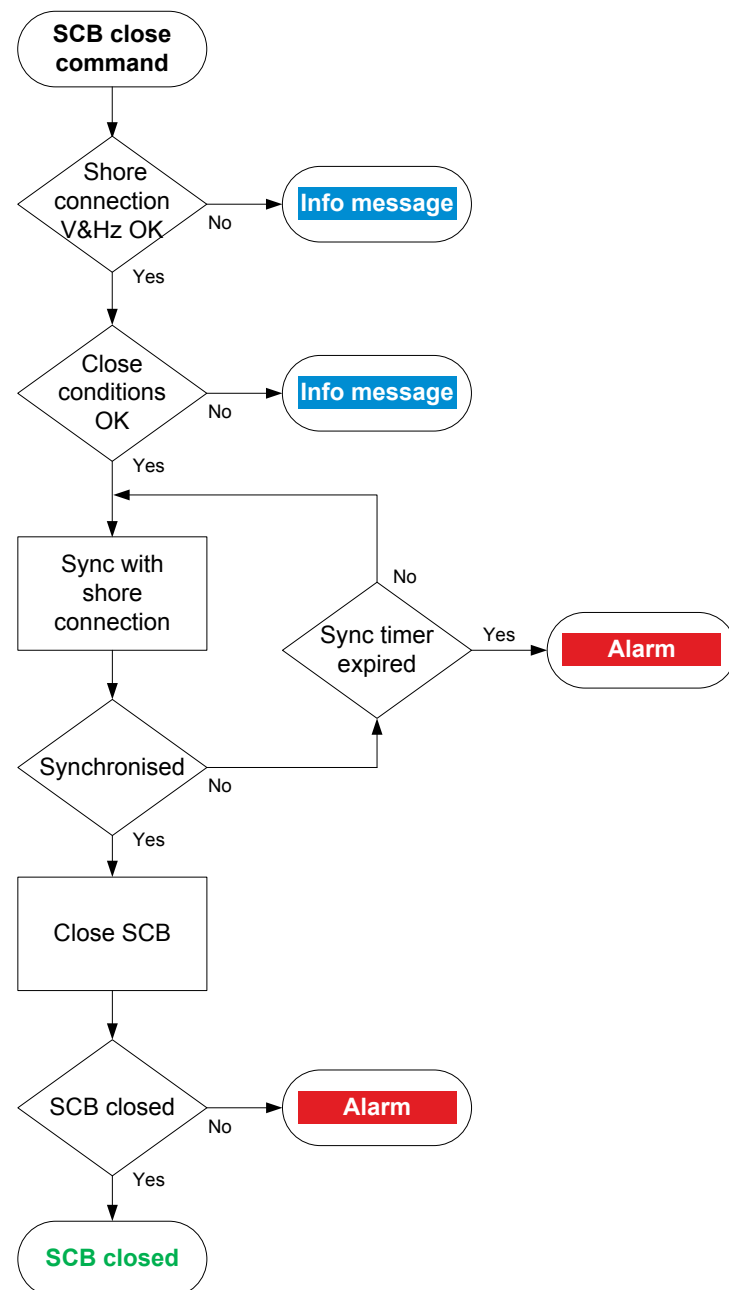 SCB close
command
Shore
connection
V&Hz OK
No
Info message
Yes
Close
conditions
OK
No
Info message
Yes
Sync with
shore
connection
No
Sync timer
expired
Yes
Alarm
Synchronised
No
Yes
Close SCB
SCB closed
No
Alarm
Yes
SCB closed